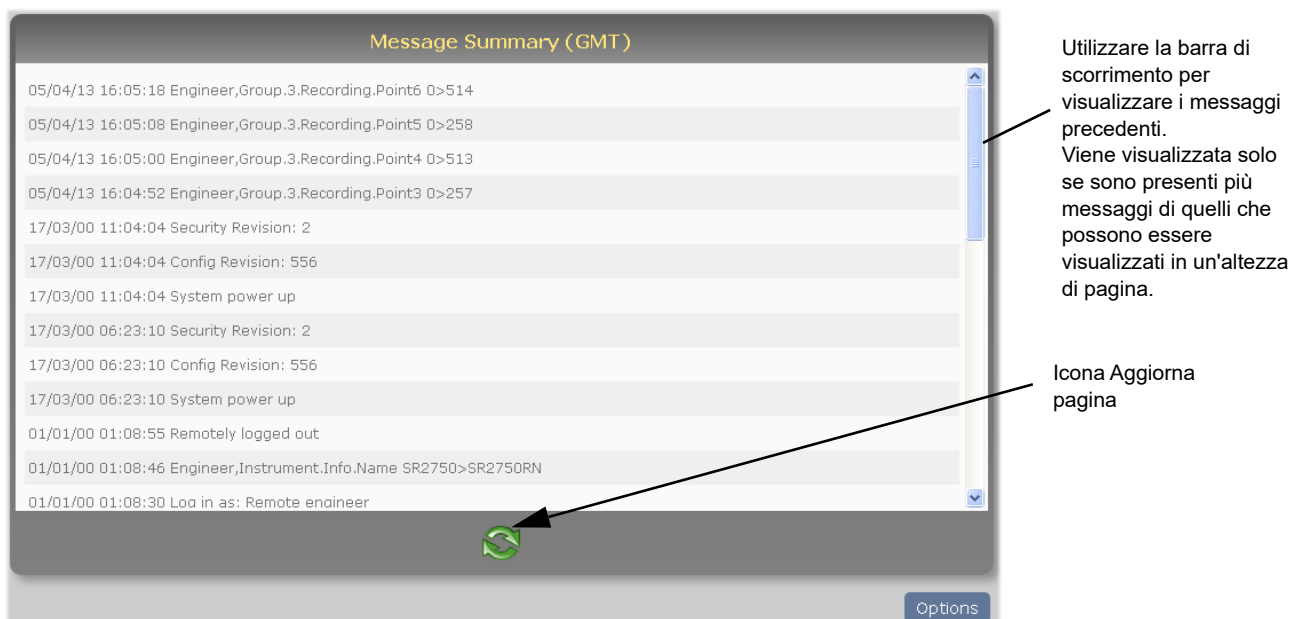 Message Summary (GMT)
05/04/13 16:05:18 Engineer,Group.3.Recording.Point6 0>514
05/04/13 16:05:08 Engineer,Group.3.Recording.Point5 0>258
05/04/13 16:05:00 Engineer,Group.3.Recording.Point4 0>513
05/04/13 16:04:52 Engineer,Group.3.Recording.Point3 0>257
17/03/00 11:04:04 Security Revision: 2
17/03/00 11:04:04 Config Revision: 556
17/03/00 11:04:04 System power up
17/03/00 06:23:10 Security Revision: 2
17/03/00 06:23:10 Config Revision: 556
17/03/00 06:23:10 System power up
01/01/00 01:08:55 Remotely logged out
01/01/00 01:08:46 Engineer,Instrument.Info.Name SR2750>SR2750RN
01/01/00 01:08:30 Log in as: Remote engineer
Options
Utilizzare la barra di
scorrimento per
visualizzare i messaggi
precedenti.
Viene visualizzata solo
se sono presenti più
messaggi di quelli che
possono essere
visualizzati in un'altezza
di pagina.
Icona Aggiorna
pagina